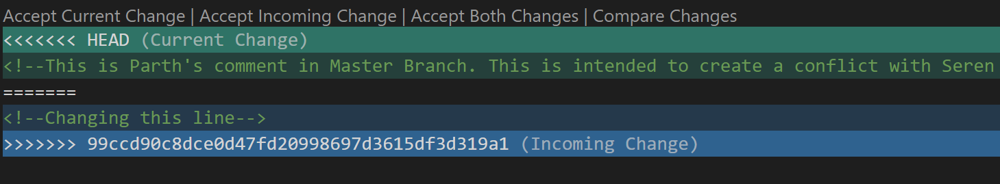 Accept Current Change | Accept Incoming Change | Accept Both Changes | Compare Changes
<<<<<<< HEAD (Current Change)
<!--This is Parth's comment in Master Branch. This is intended to create a conflict with Seren
=======
<!--Changing this line-->
>>>>>>> 99ccd90c8dce0d47fd20998697d3615df3d319a1 (Incoming Change)